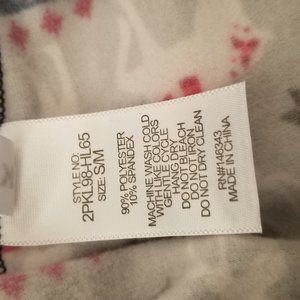 STYLE NO.
2PKL98-HL65
SIZE: S/M
90% POLYESTER
10% SPANDEX
MACHINE WASH COLD
WITH LIKE COLORS
GENTLE CYCLE
HANG DRY
DO NOT BLEACH
DO NOT IRON
DO NOT DRY CLEAN
RN#146343
MADE IN CHINA